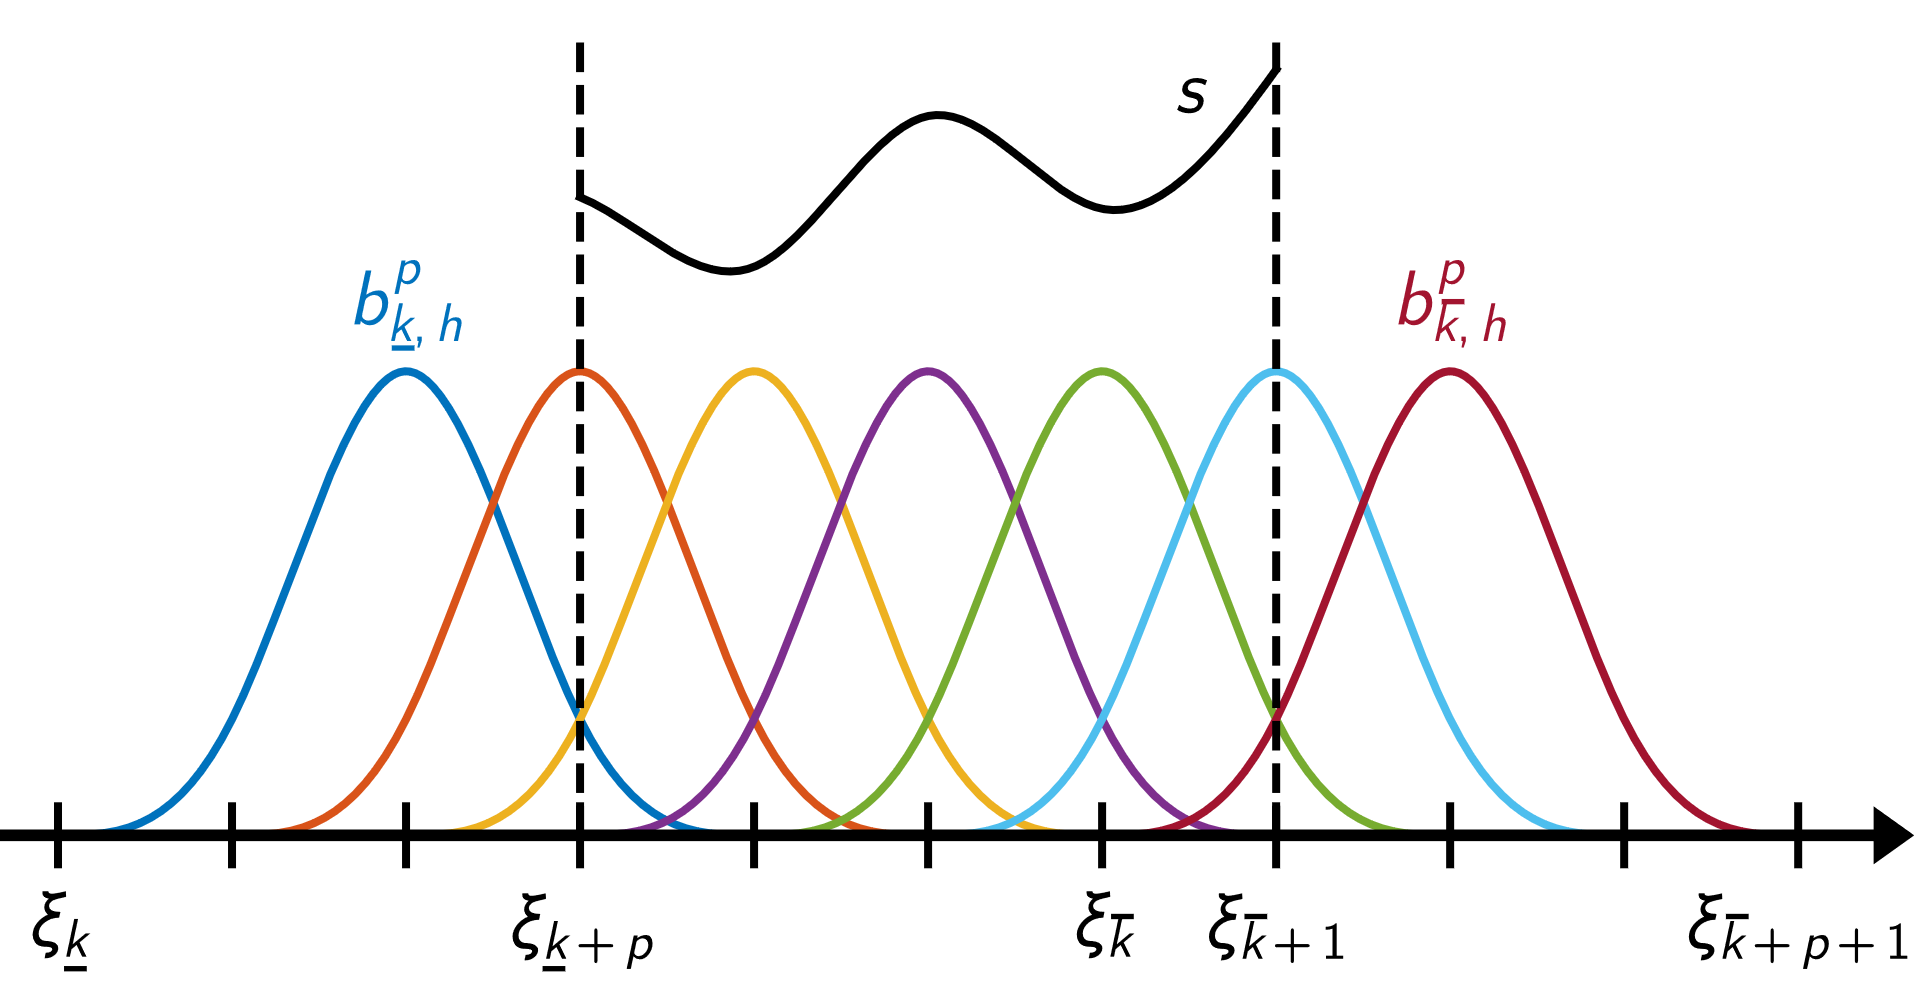 s
b^p_{k̲, h}
b^p_{k̅, h}
ξ_{k̲}
ξ_{k̲ + p}
ξ_{k̅}
ξ_{k̅ + 1}
ξ_{k̅ + p + 1}